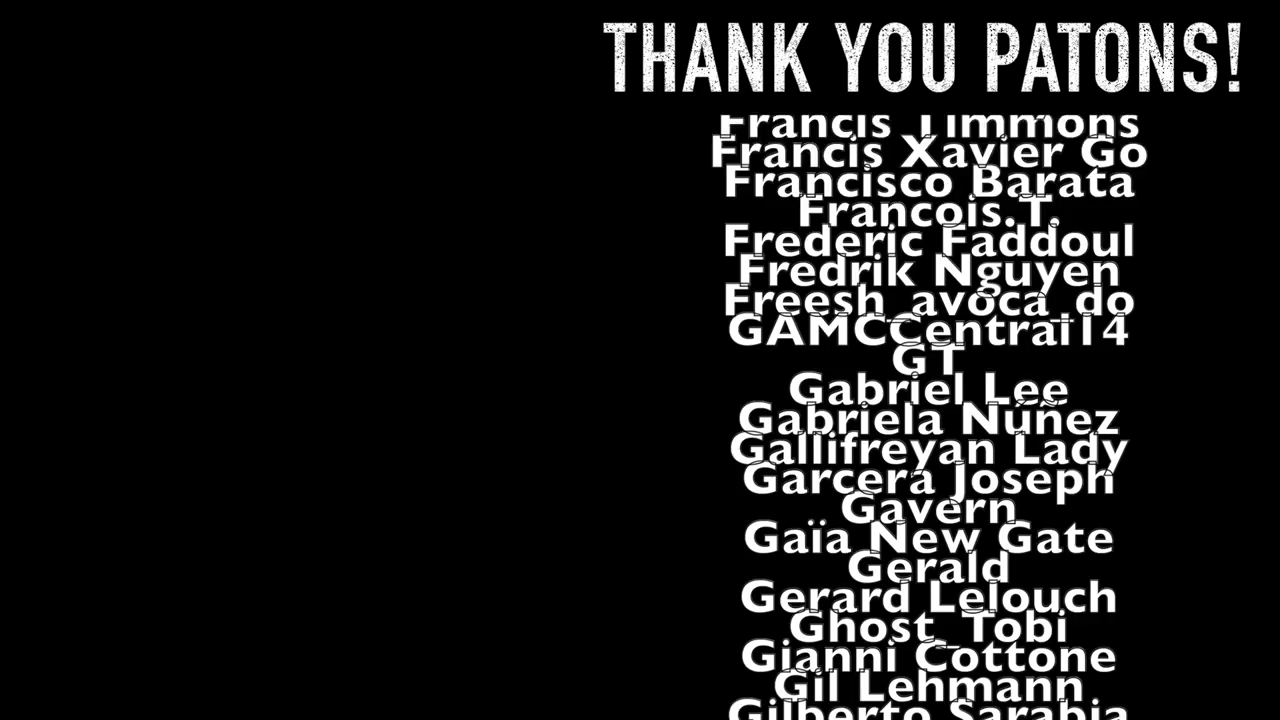 THANK YOU PATONS!
Francis Timmons
Francis Xavier Go
Francisco Barata
Francois.T.
Frederic Faddoul
Fredrik Nguyen
Freesh_avoca_do
GAMCCentral14
GT
Gabriel Lee
Gabriela Núñez
Gallifreyan Lady
Garcera Joseph
Gavern
Gaïa New Gate
Gerald
Gerard Lelouch
Ghost_Tobi
Gianni Cottone
Gil Lehmann
Gilberto Sarabia